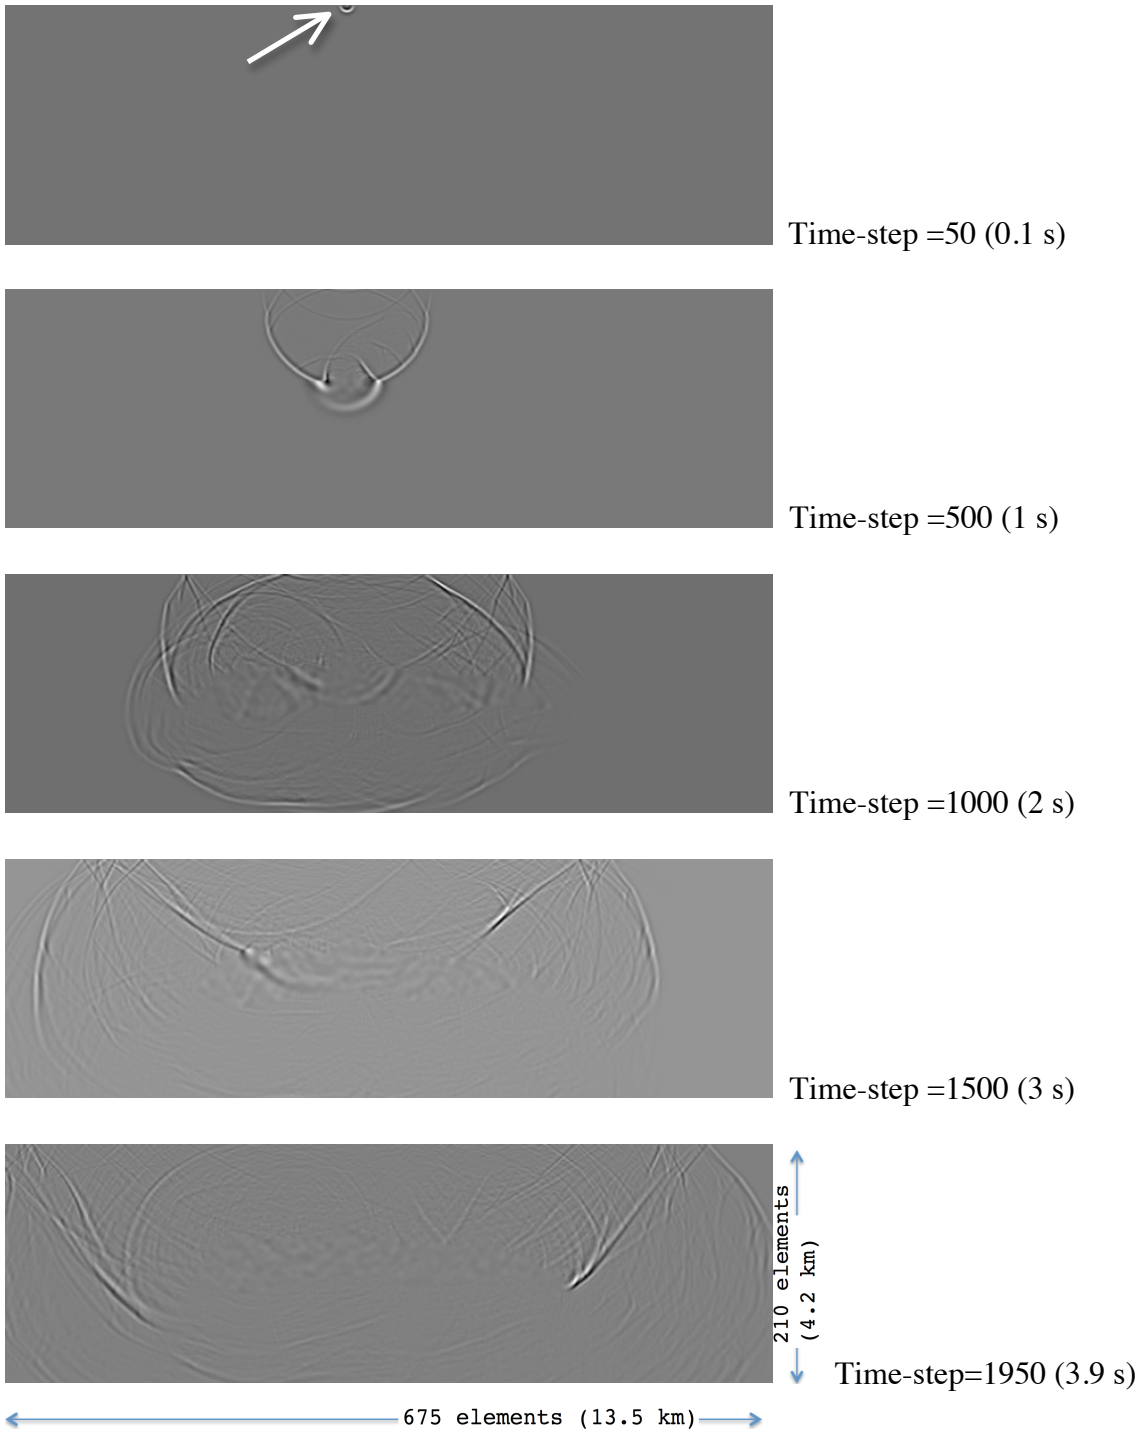 Time-step =50 (0.1 s)
Time-step =500 (1 s)
Time-step =1000 (2 s)
Time-step =1500 (3 s)
210 elements
(4.2 km)
Time-step=1950 (3.9 s)
675 elements (13.5 km)